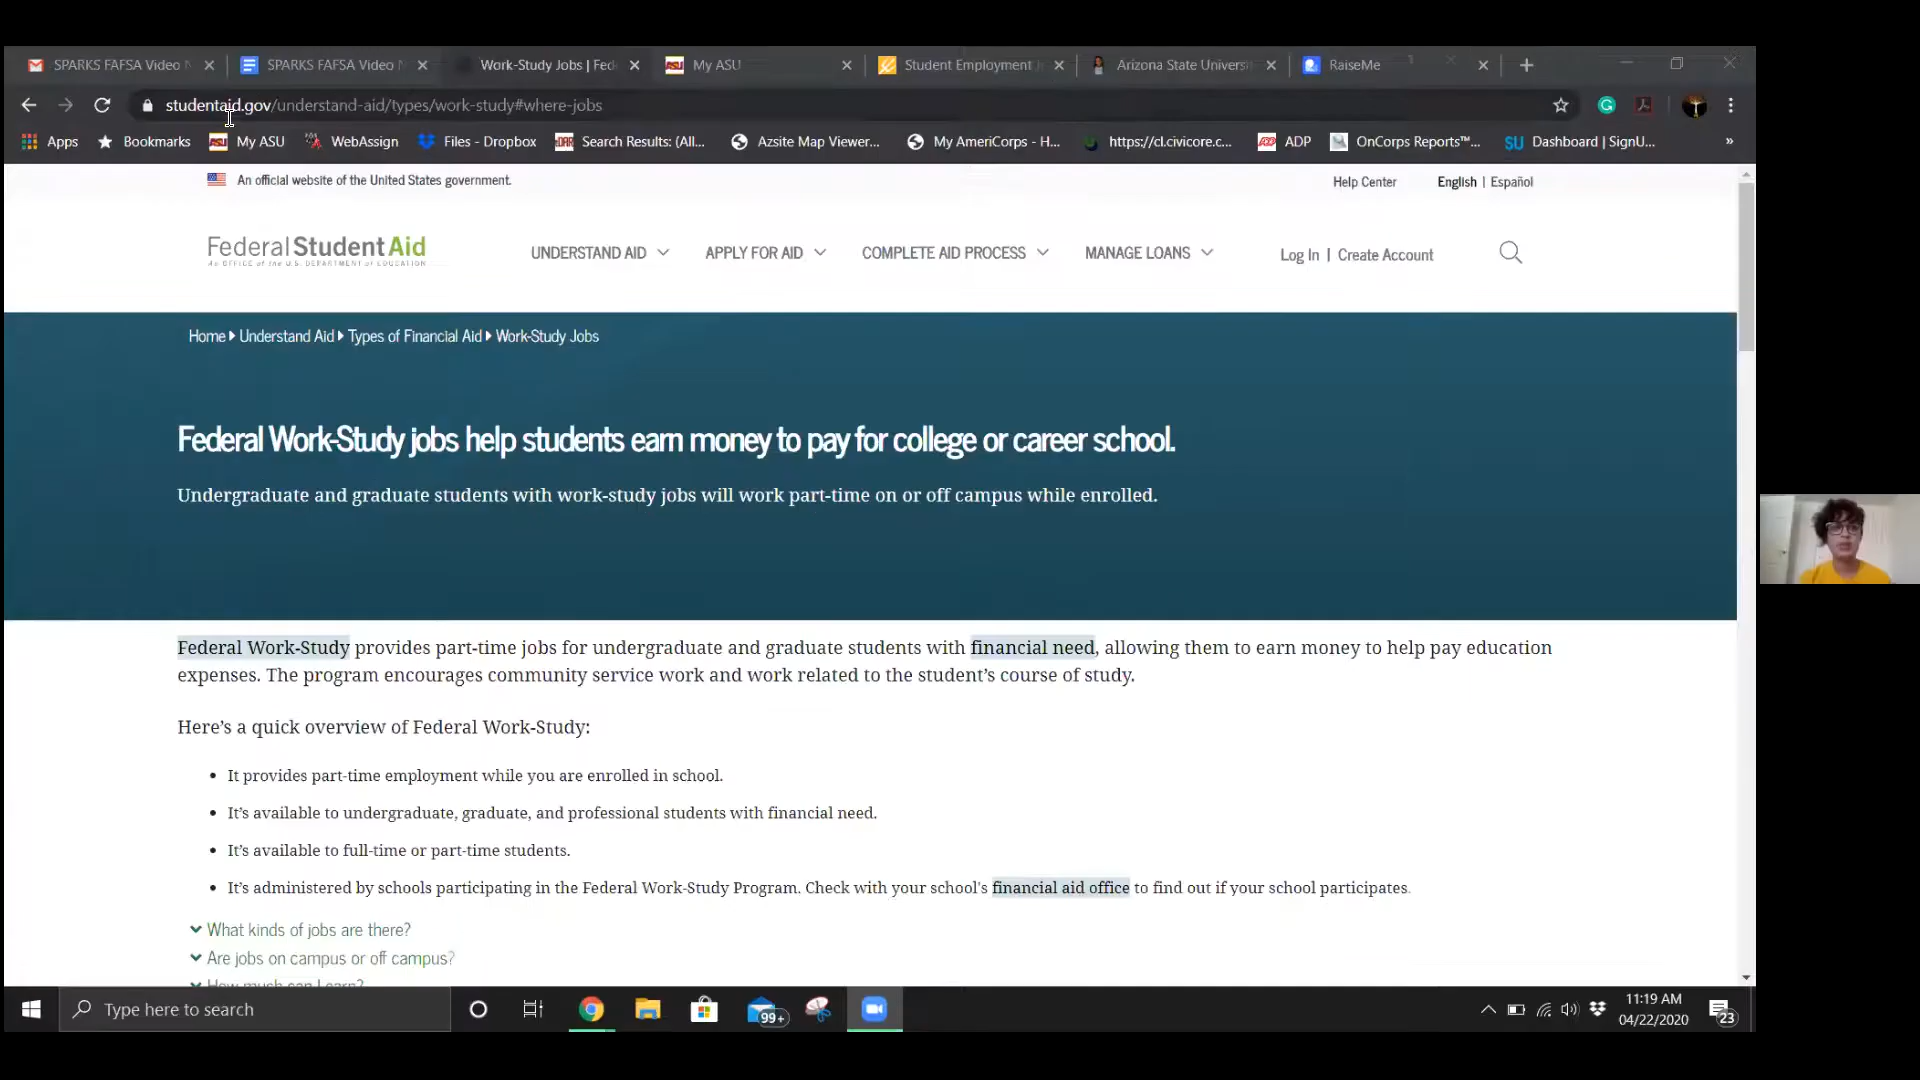 SPARKS FAFSA Video N
SPARKS FAFSA Video N
Work-Study Jobs | Fed
My ASU
Student Employment
Arizona State Universi
RaiseMe
studentaid.gov/understand-aid/types/work-study#where-jobs
Apps
Bookmarks
My ASU
WebAssign
Files - Dropbox
Search Results: (All...
Azsite Map Viewer...
My AmeriCorps - H...
https://cl.civicore.c...
ADP
OnCorps Reports™...
Dashboard | SignU...
An official website of the United States government.
Help Center
English | Español
Federal StudentAid
An OFFICE of the U.S. DEPARTMENT of EDUCATION
UNDERSTAND AID
APPLY FOR AID
COMPLETE AID PROCESS
MANAGE LOANS
Log In | Create Account
Home Understand Aid Types of Financial Aid Work-Study Jobs
Federal Work-Study jobs help students earn money to pay for college or career school.
Undergraduate and graduate students with work-study jobs will work part-time on or off campus while enrolled.
Federal Work-Study provides part-time jobs for undergraduate and graduate students with financial need, allowing them to earn money to help pay education
expenses. The program encourages community service work and work related to the student's course of study.
Here's a quick overview of Federal Work-Study:
• It provides part-time employment while you are enrolled in school.
• It's available to undergraduate, graduate, and professional students with financial need.
• It's available to full-time or part-time students.
• It's administered by schools participating in the Federal Work-Study Program. Check with your school's financial aid office to find out if your school participates.
What kinds of jobs are there?
Are jobs on campus or off campus?
How much can I earn?
Type here to search
99+
11:19 AM
04/22/2020
23